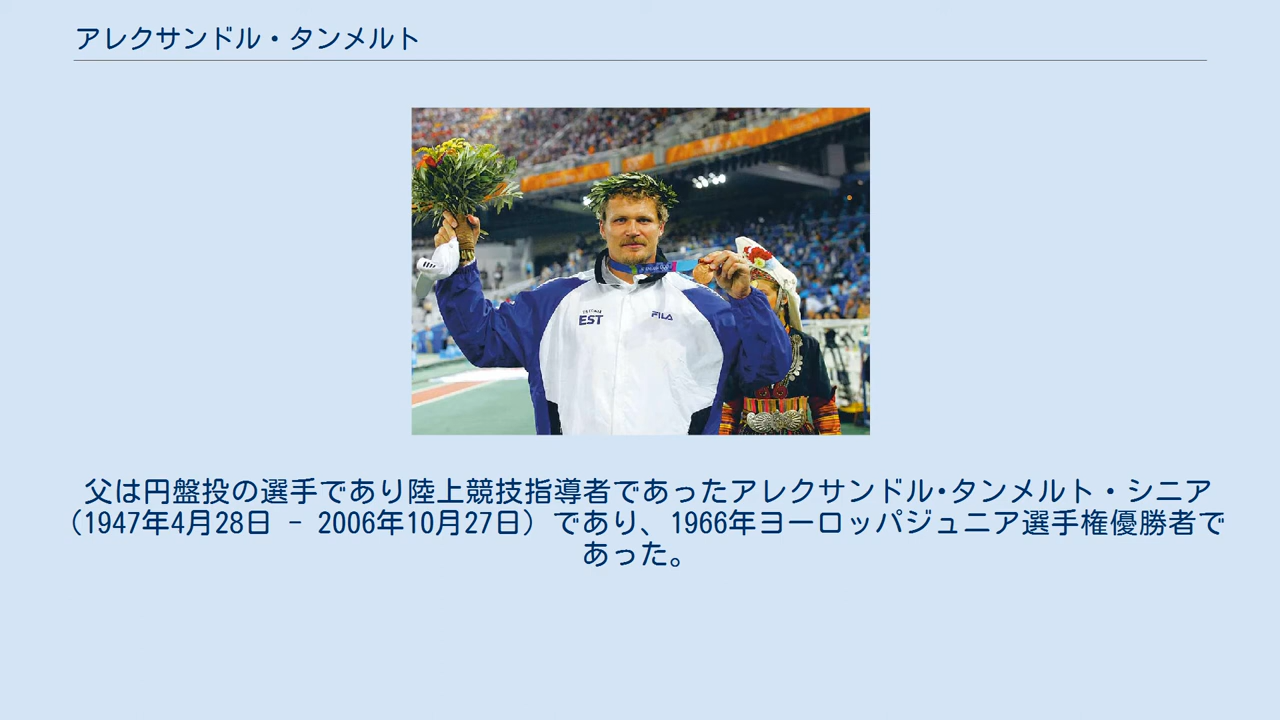 アレクサンドル・タンメルト
EST
FILA
父は円盤投の選手であり陸上競技指導者であったアレクサンドル・タンメルト・シニア
(1947年4月28日 - 2006年10月27日) であり、1966年ヨーロッパジュニア選手権優勝者で
あった。